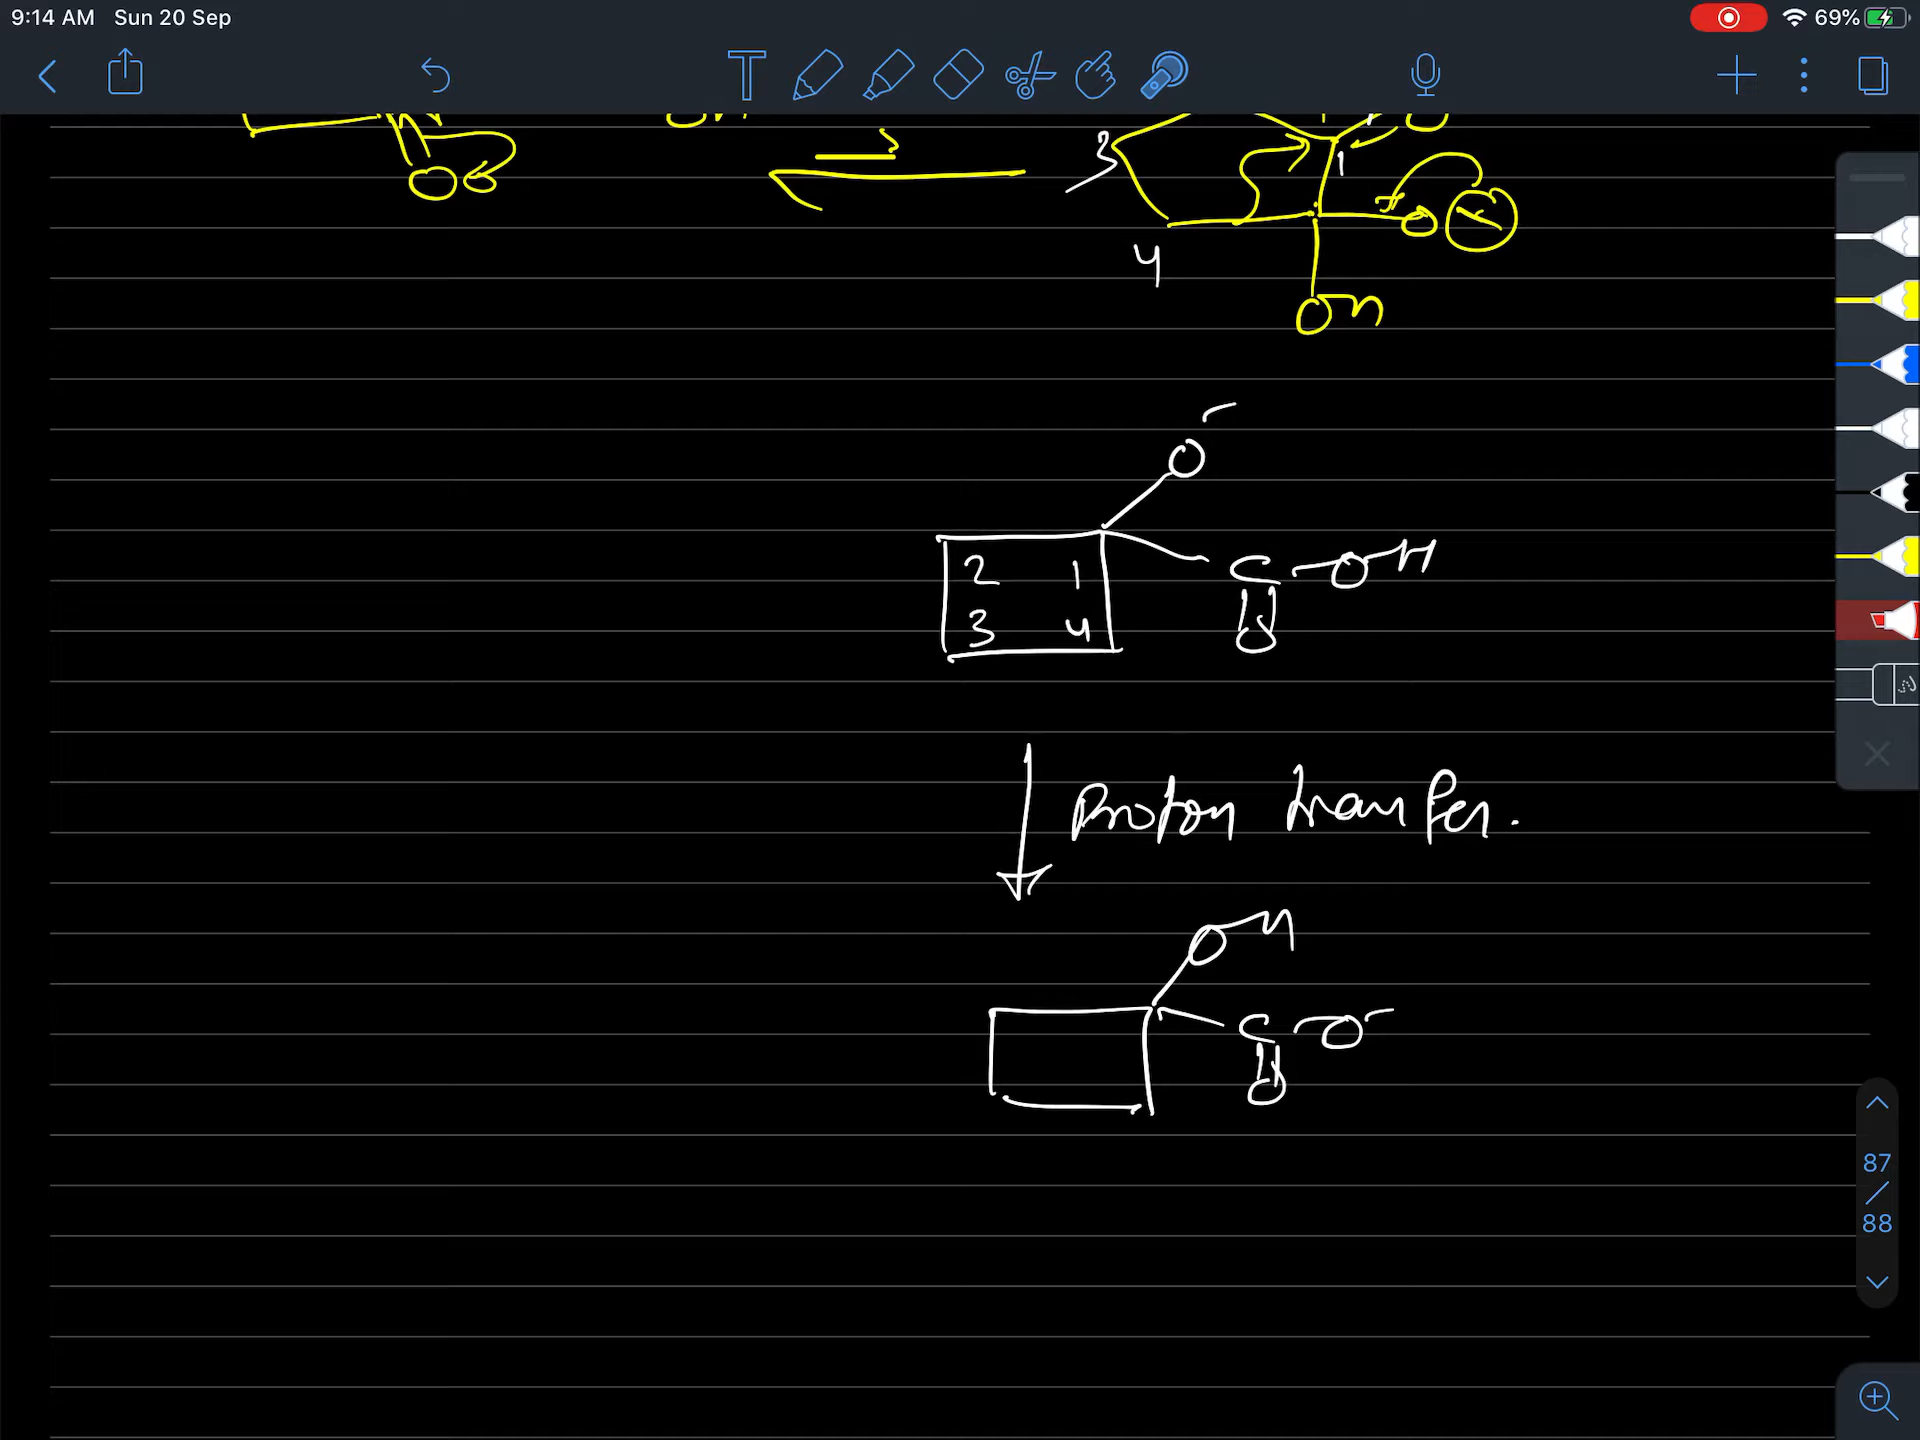 9:14 AM Sun 20 Sep
69%
T
3
1
O
4
OH
O
2 1
C-OH
3 4
O
Proton transfer.
OH
C-O
O
87
/
88